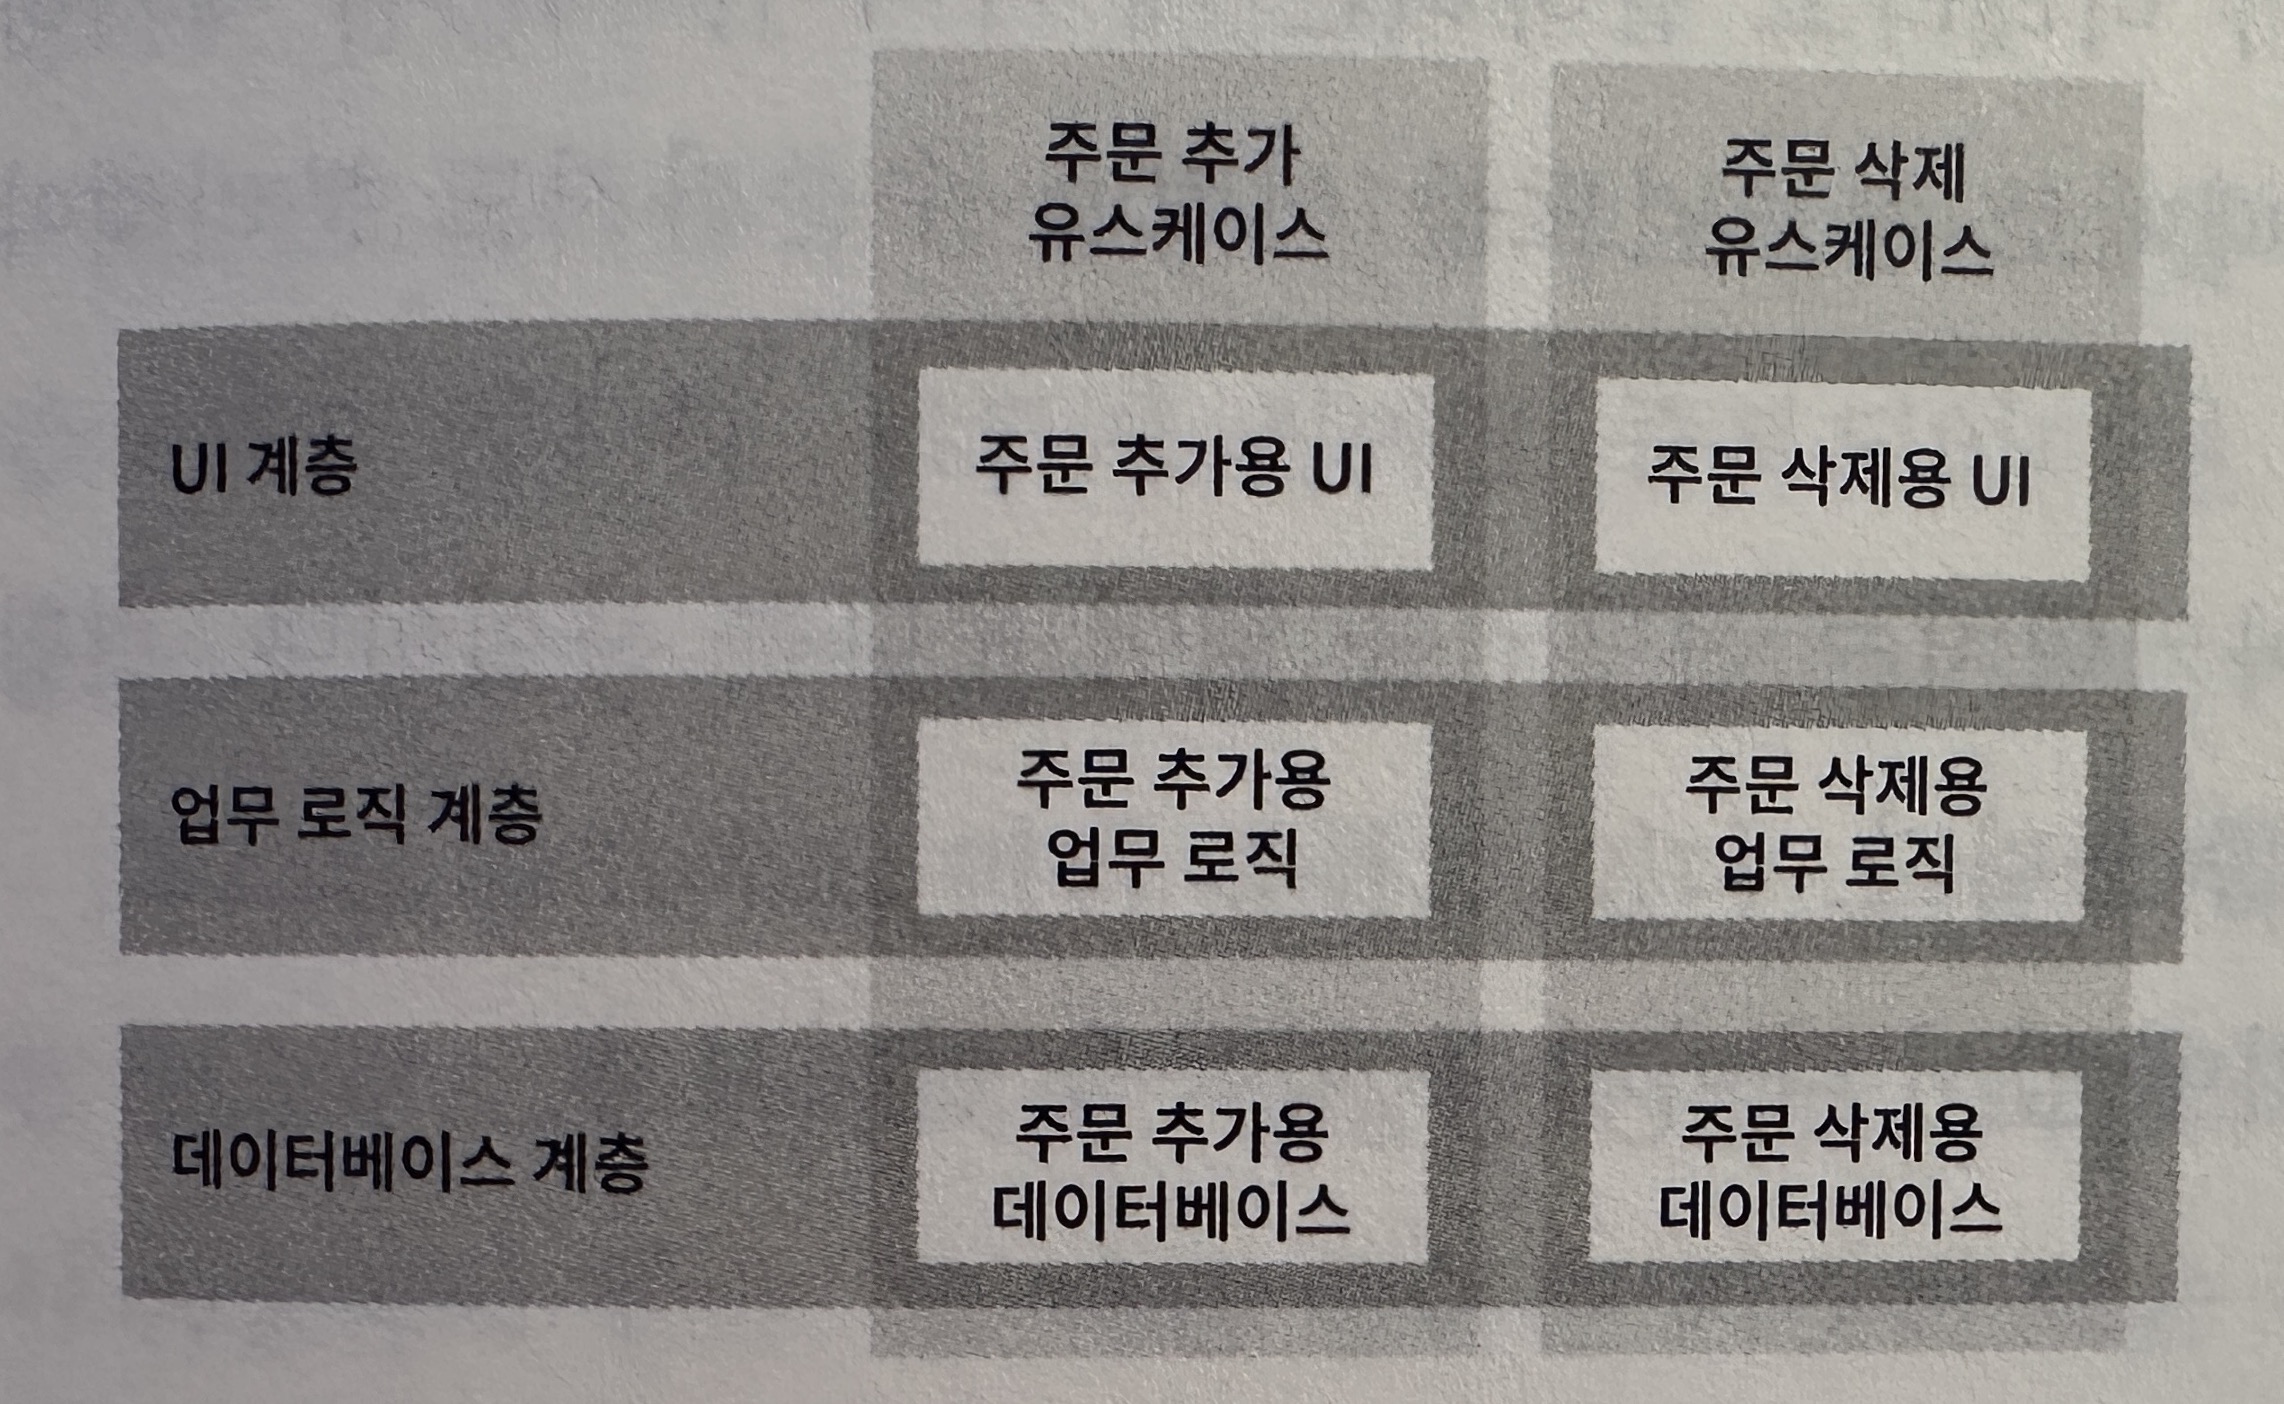 주문 추가
유스케이스
주문 삭제
유스케이스
UI 계층
주문 추가용 UI
주문 삭제용 UI
업무 로직 계층
주문 추가용
업무 로직
주문 삭제용
업무 로직
데이터베이스 계층
주문 추가용
데이터베이스
주문 삭제용
데이터베이스